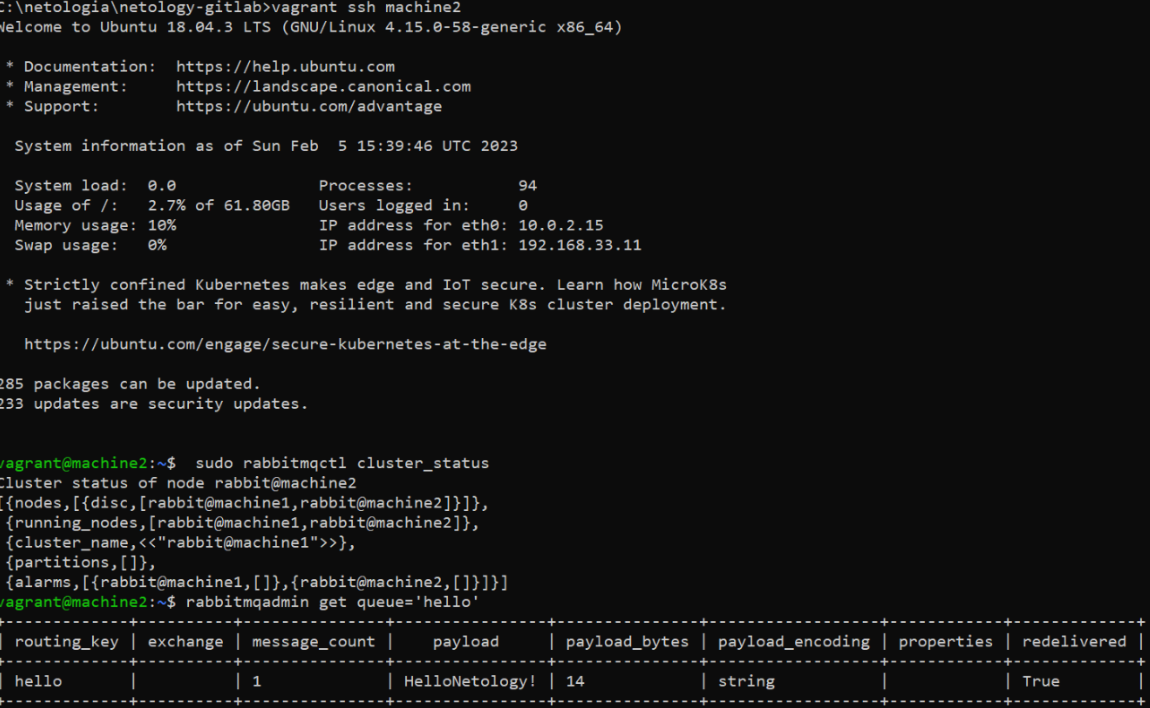 C:\netologia\netology-gitlab>vagrant ssh machine2
Welcome to Ubuntu 18.04.3 LTS (GNU/Linux 4.15.0-58-generic x86_64)
* Documentation:  https://help.ubuntu.com
* Management:     https://landscape.canonical.com
* Support:        https://ubuntu.com/advantage
System information as of Sun Feb  5 15:39:46 UTC 2023
System load:  0.0               Processes:           94
Usage of /:   2.7% of 61.80GB   Users logged in:     0
Memory usage: 10%               IP address for eth0: 10.0.2.15
Swap usage:   0%                IP address for eth1: 192.168.33.11
* Strictly confined Kubernetes makes edge and IoT secure. Learn how MicroK8s
just raised the bar for easy, resilient and secure K8s cluster deployment.
https://ubuntu.com/engage/secure-kubernetes-at-the-edge
285 packages can be updated.
233 updates are security updates.
vagrant@machine2:~$  sudo rabbitmqctl cluster_status
Cluster status of node rabbit@machine2
[{nodes,[{disc,[rabbit@machine1,rabbit@machine2]}]},
{running_nodes,[rabbit@machine1,rabbit@machine2]},
{cluster_name,<<"rabbit@machine1">>},
{partitions,[]},
{alarms,[{rabbit@machine1,[]},{rabbit@machine2,[]}]}]
vagrant@machine2:~$ rabbitmqadmin get queue='hello'
+-------------+----------+---------------+----------------+---------------+------------------+------------+-------------+
| routing_key | exchange | message_count |    payload     | payload_bytes | payload_encoding | properties | redelivered |
+-------------+----------+---------------+----------------+---------------+------------------+------------+-------------+
| hello       |          | 1             | HelloNetology! | 14            | string           |            | True        |
+-------------+----------+---------------+----------------+---------------+------------------+------------+-------------+